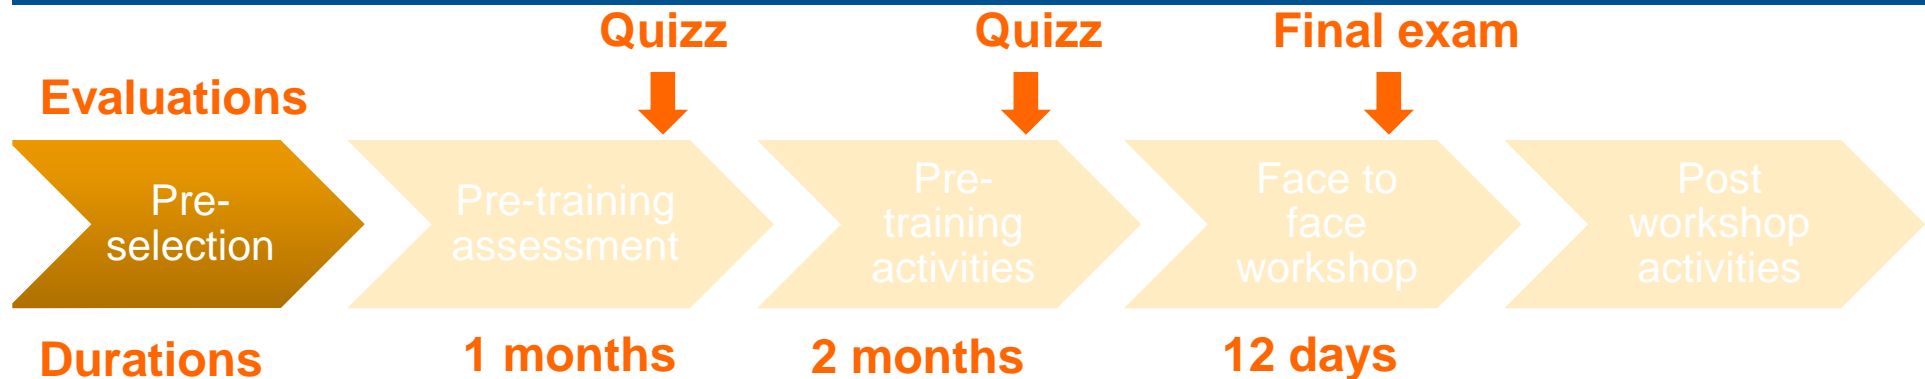 Quizz
Quizz
Final exam
Evaluations
Pre-
selection
Pre-training
assessment
Pre-
training
activities
Face to
face
workshop
Post
workshop
activities
Durations
1 months
2 months
12 days